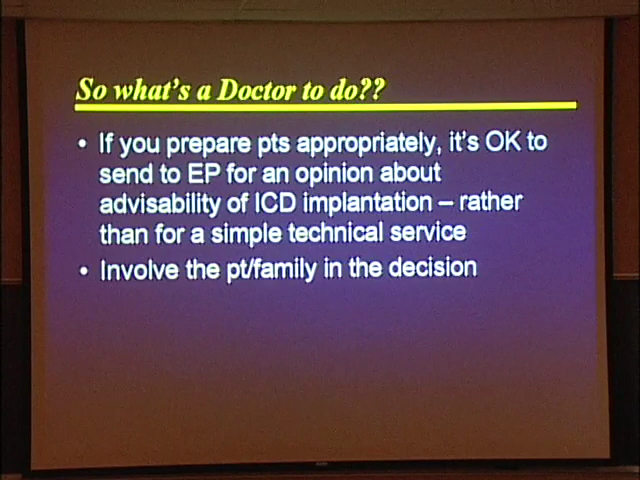 So what's a Doctor to do??
• If you prepare pts appropriately, it's OK to
send to EP for an opinion about
advisability of ICD implantation – rather
than for a simple technical service
• Involve the pt/family in the decision